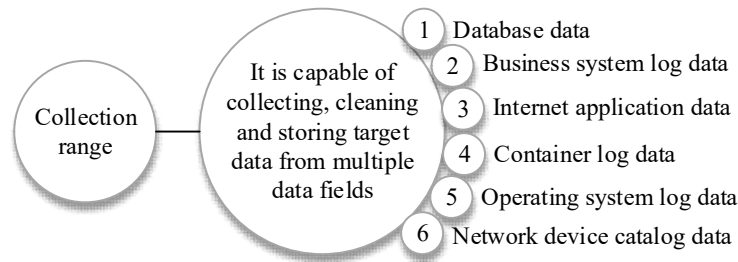 Collection
range
It is capable of
collecting, cleaning
and storing target
data from multiple
data fields
1 Database data
2 Business system log data
3 Internet application data
4 Container log data
5 Operating system log data
6 Network device catalog data